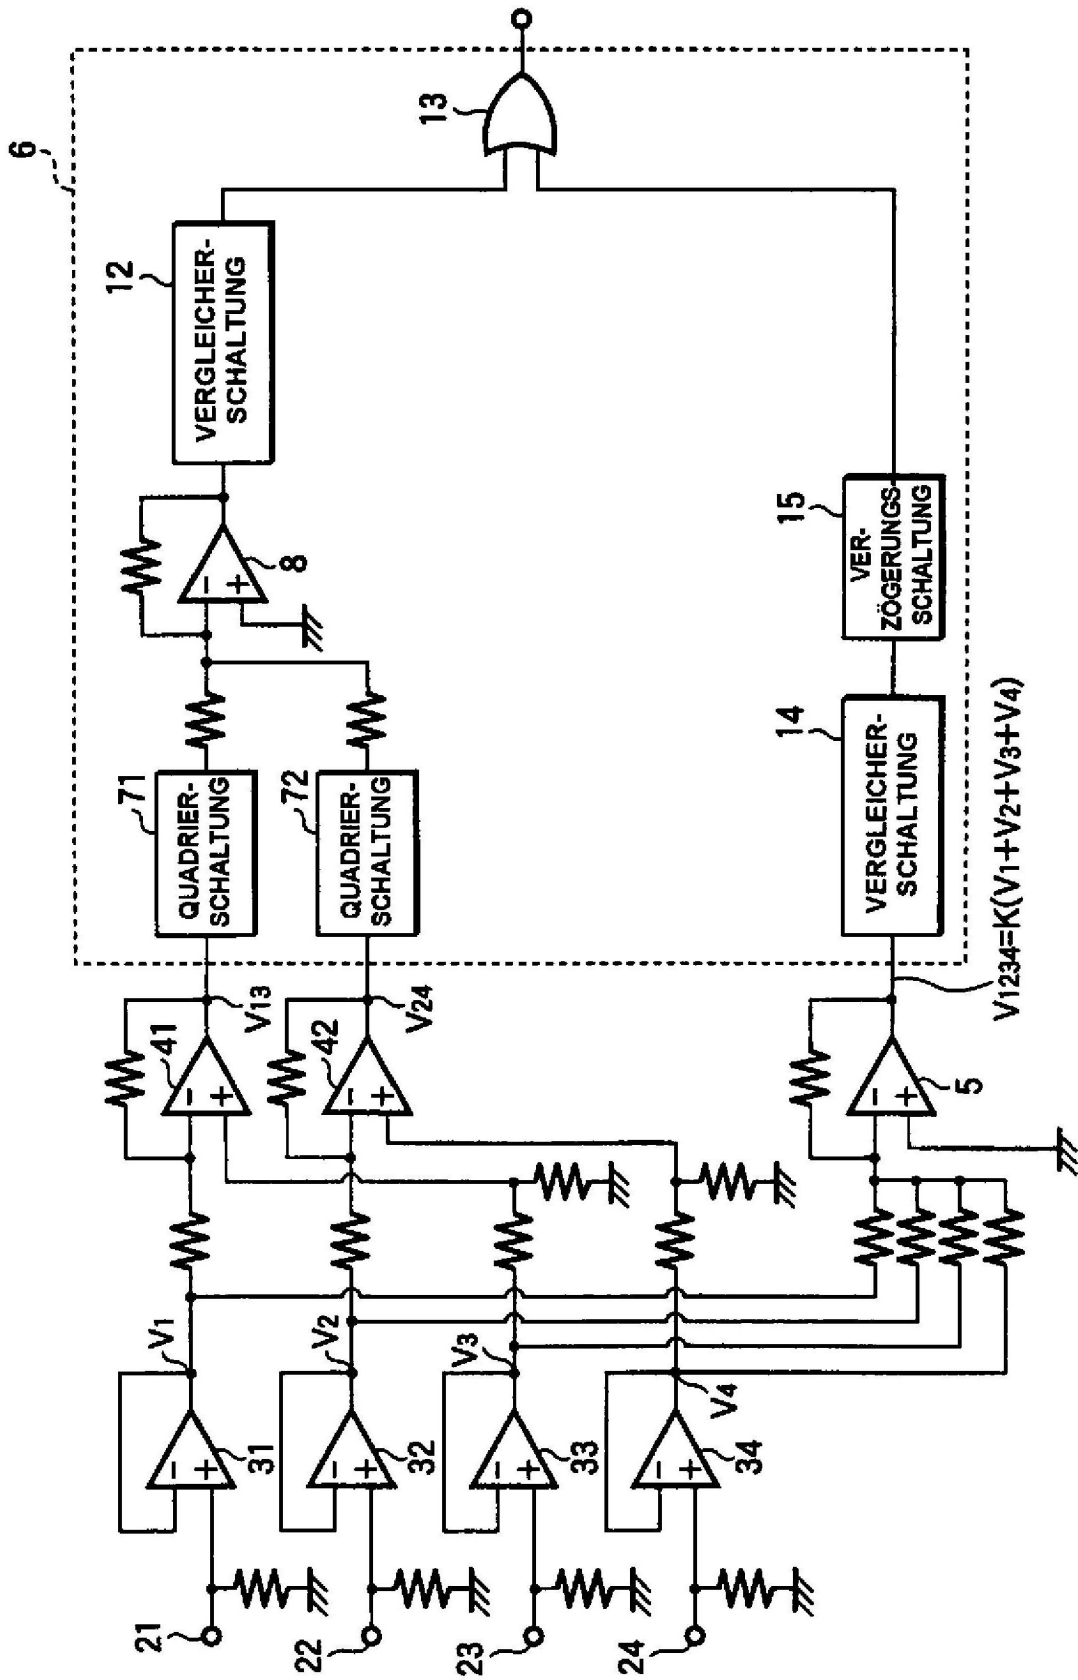 6
12
VERGLEICHER-
SCHALTUNG
13
8
71
QUADRIER-
SCHALTUNG
72
QUADRIER-
SCHALTUNG
14
VERGLEICHER-
SCHALTUNG
15
VER-
ZÖGERUNGS-
SCHALTUNG
V1234=K(V1+V2+V3+V4)
41
- +
V13
42
- +
V24
5
- +
- +
V1
31
- +
V2
32
- +
V3
33
- +
V4
34
- +
21
22
23
24